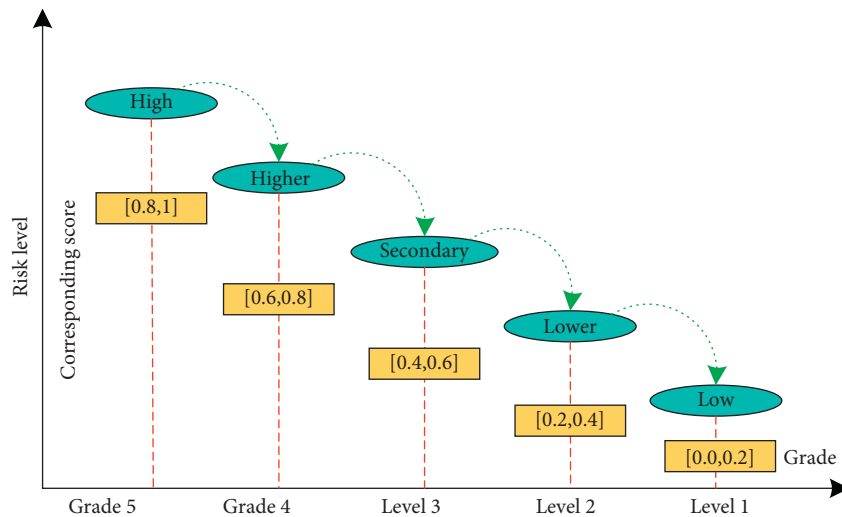 Risk level
Corresponding score
High
Higher
Secondary
Lower
Low
[0.8,1]
[0.6,0.8]
[0.4,0.6]
[0.2,0.4]
[0.0,0.2]
Grade
Grade 5
Grade 4
Level 3
Level 2
Level 1